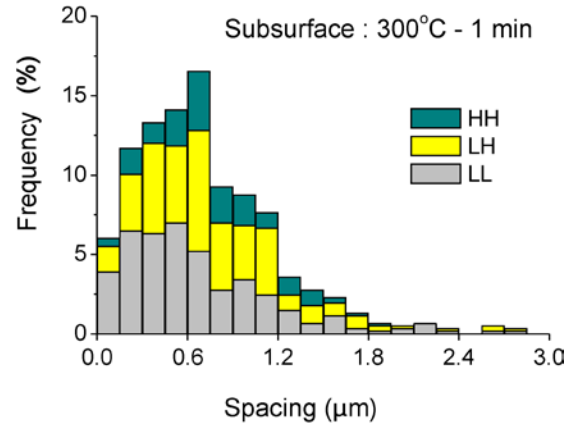 Subsurface : 300°C - 1 min
Frequency (%)
20
15
10
5
0
HH
LH
LL
0.0 0.6 1.2 1.8 2.4 3.0
Spacing (μm)